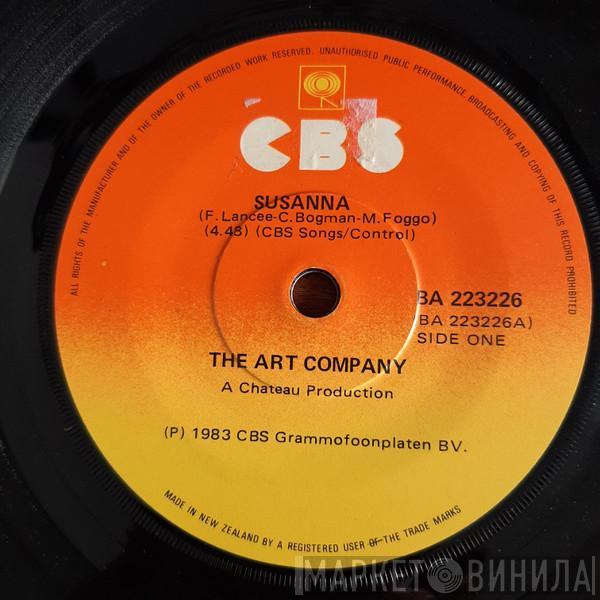 ALL RIGHTS OF THE MANUFACTURER AND OF THE OWNER OF THE RECORDED WORK RESERVED. UNAUTHORISED PUBLIC PERFORMANCE BROADCASTING AND COPYING OF THIS RECORD PROHIBITED
CBS
SUSANNA
(F. Lancee-C. Bogman-M. Foggo)
(4.48) (CBS Songs/Control)
BA 223226
(BA 223226A)
SIDE ONE
THE ART COMPANY
A Chateau Production
(P) 1983 CBS Grammofoonplaten BV.
MADE IN NEW ZEALAND BY A REGISTERED USER OF THE TRADE MARKS
МАРКЕТ ВИНИЛА